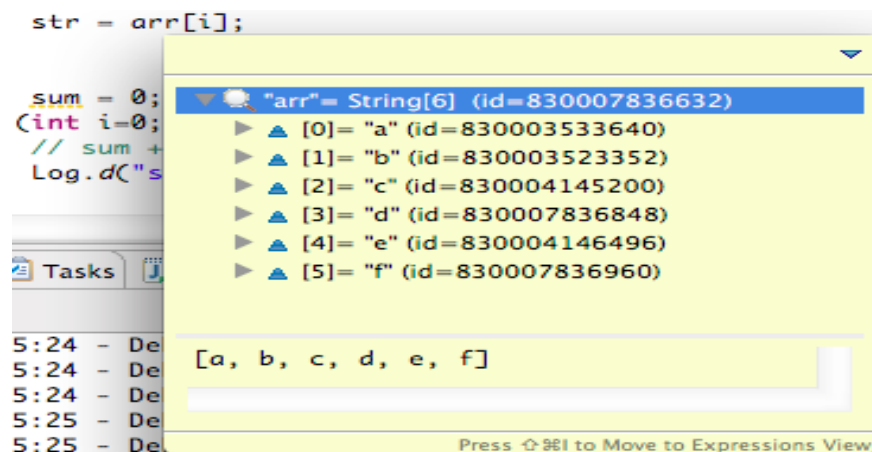 str = arr[i];
sum = 0;
(int i=0;
// sum +
Log.d("s
"arr"= String[6] (id=830007836632)
[0]= "a" (id=830003533640)
[1]= "b" (id=830003523352)
[2]= "c" (id=830004145200)
[3]= "d" (id=830007836848)
[4]= "e" (id=830004146496)
[5]= "f" (id=830007836960)
Tasks
[a, b, c, d, e, f]
5:24 - De
5:24 - De
5:24 - De
5:25 - De
5:25 - De
Press ⇧⌘I to Move to Expressions View